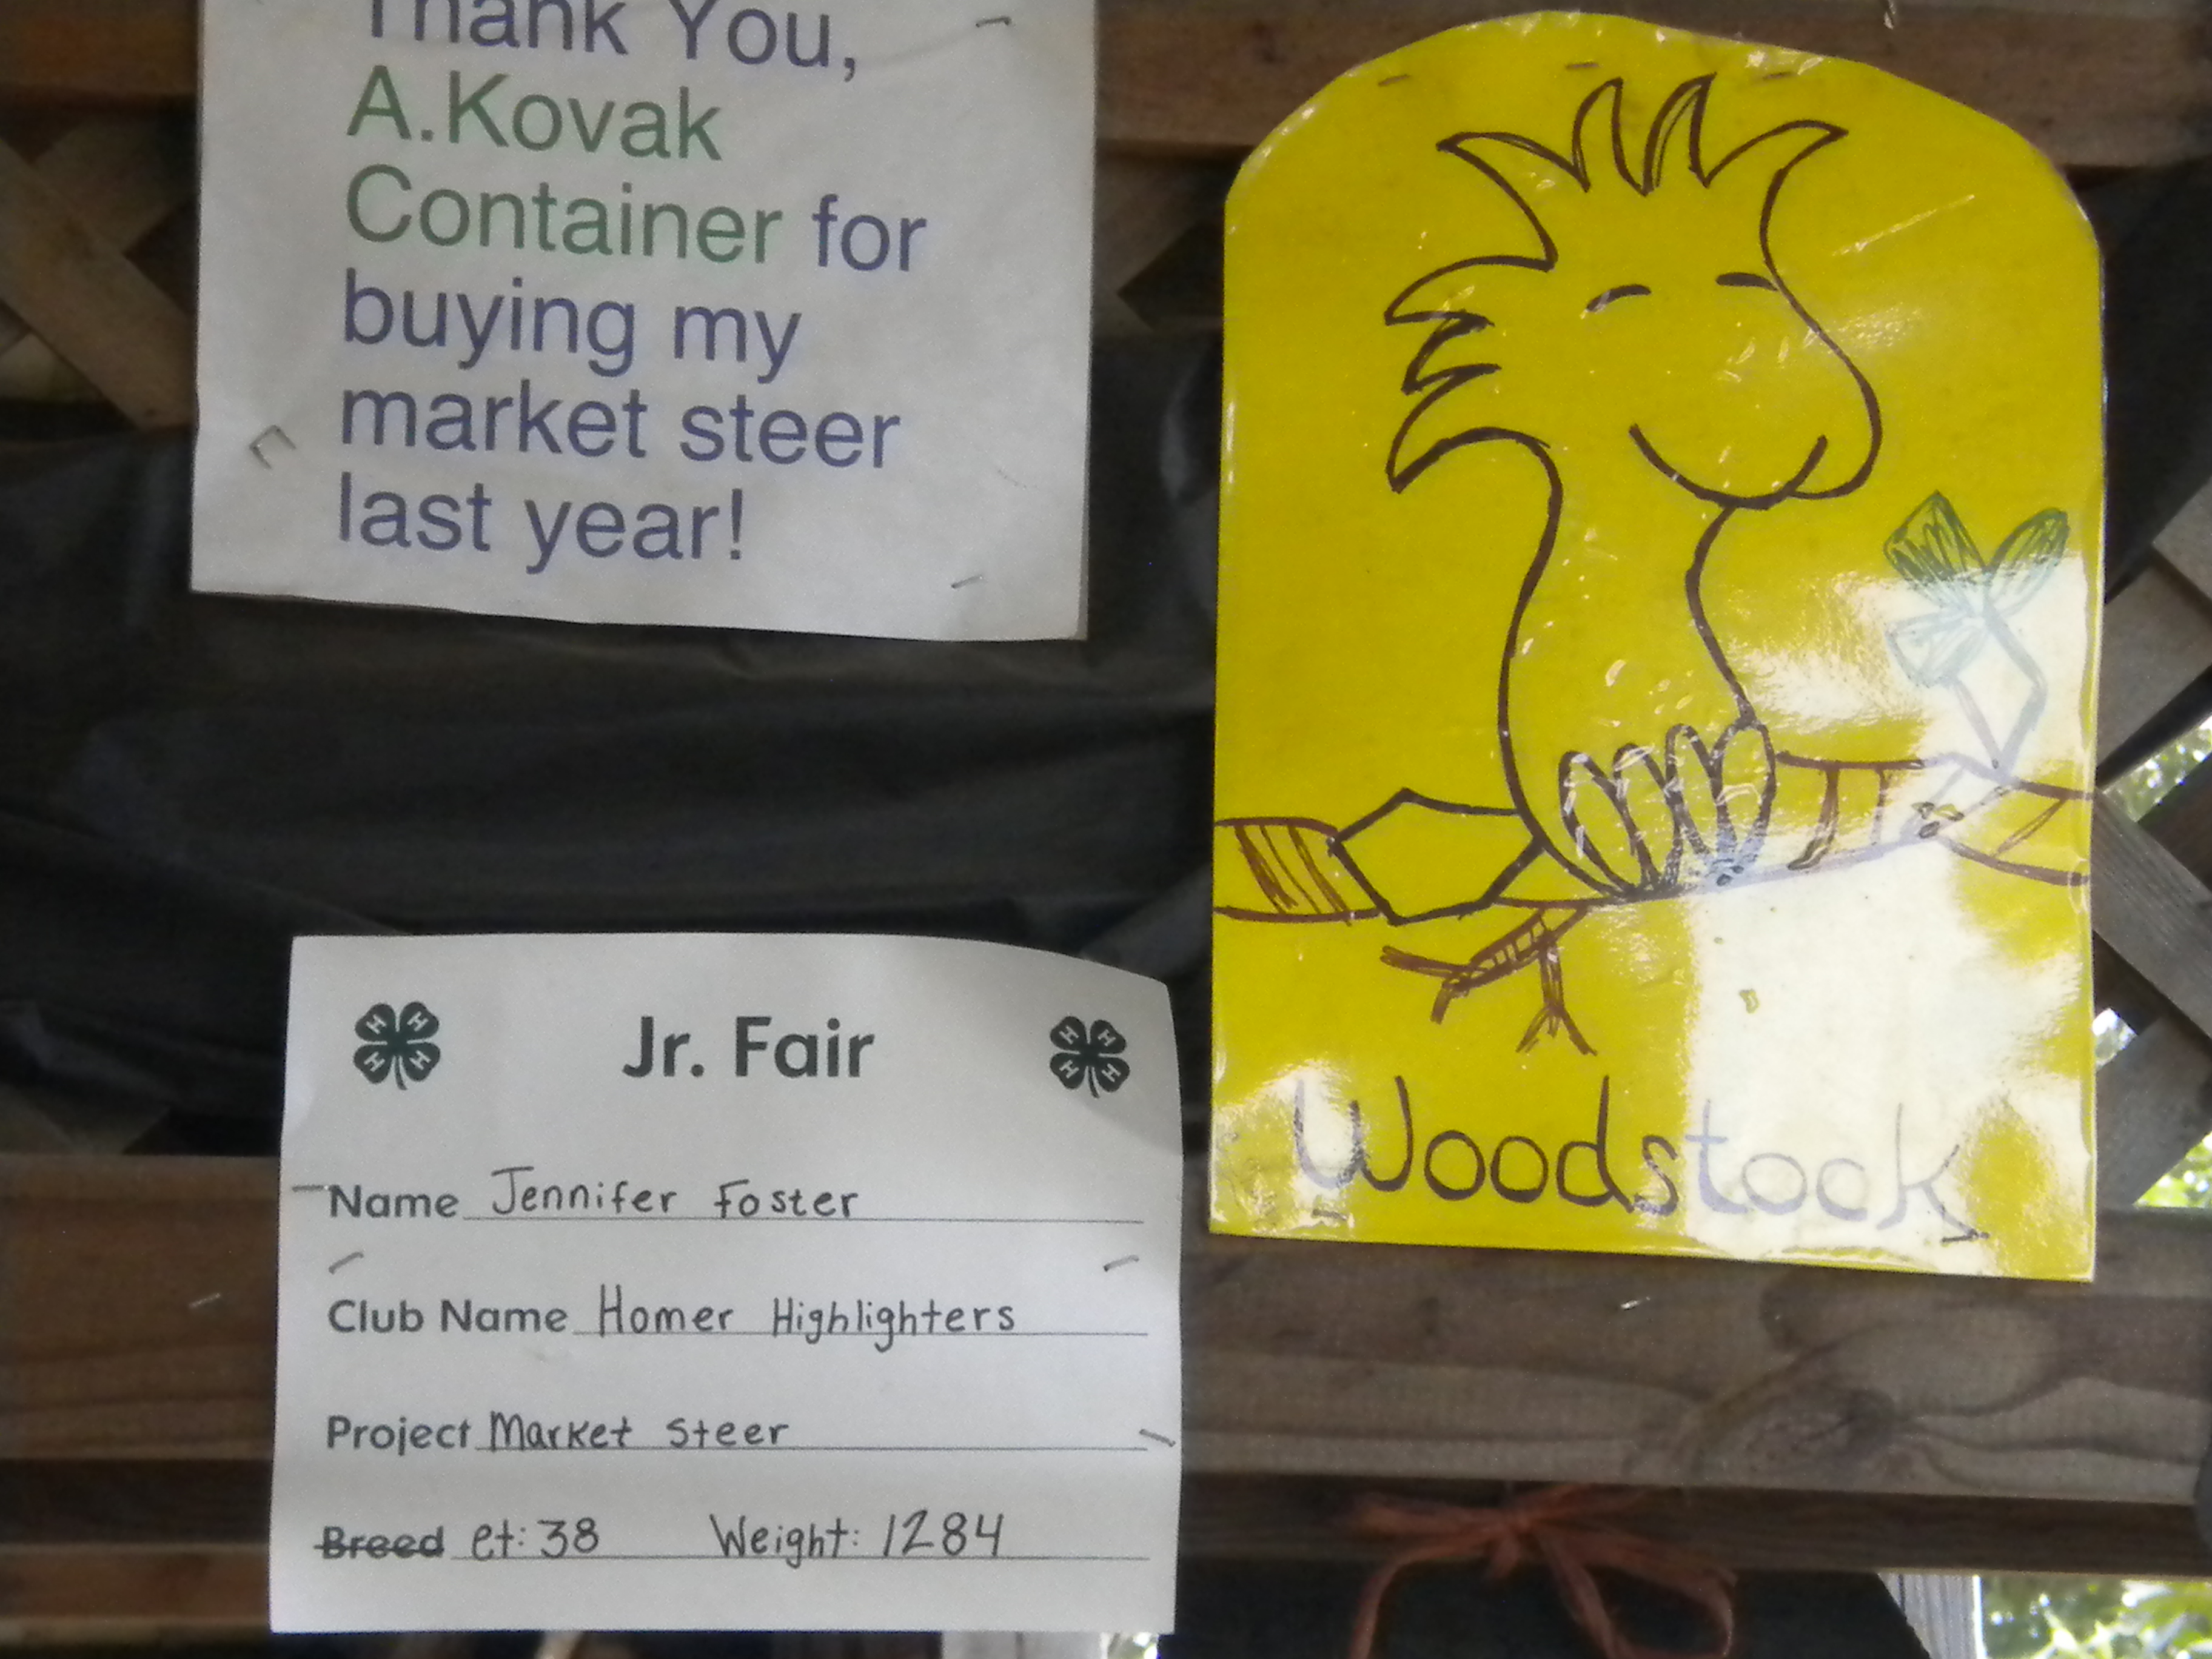 Thank You,
A.Kovak
Container for
buying my
market steer
last year!
Woodstock
Jr. Fair
H H H H
H H H H
Name Jennifer Foster
Club Name Homer Highlighters
Project Market Steer
Breed et: 38 Weight: 1284